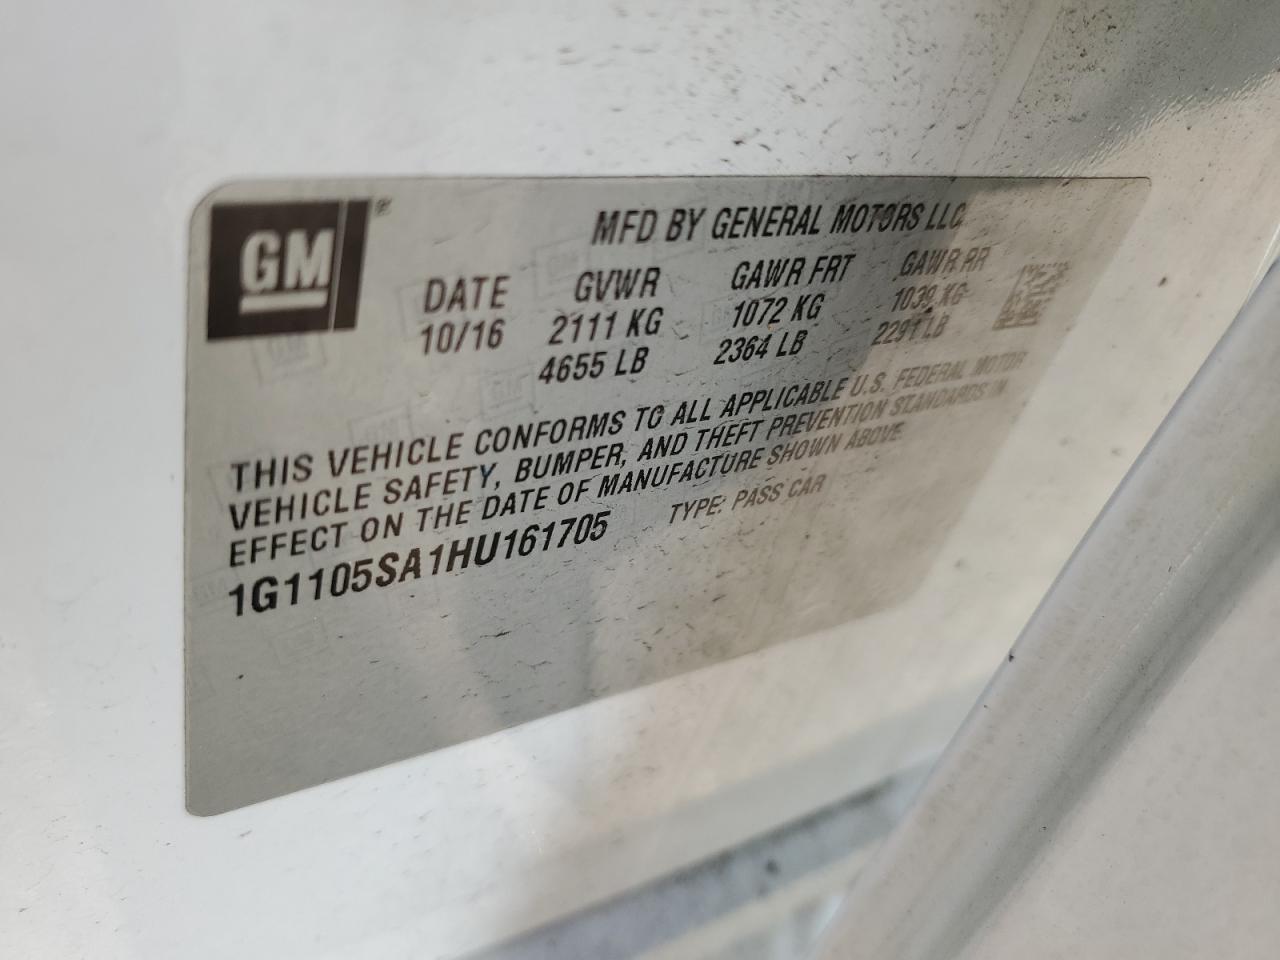 GM®
MFD BY GENERAL MOTORS LLC
DATE GVWR GAWR FRT GAWR RR
10/16 2111 KG 1072 KG 1039 KG
4655 LB 2364 LB 2291 LB
THIS VEHICLE CONFORMS TO ALL APPLICABLE U.S. FEDERAL MOTOR
VEHICLE SAFETY, BUMPER, AND THEFT PREVENTION STANDARDS IN
EFFECT ON THE DATE OF MANUFACTURE SHOWN ABOVE.
1G1105SA1HU161705 TYPE: PASS CAR